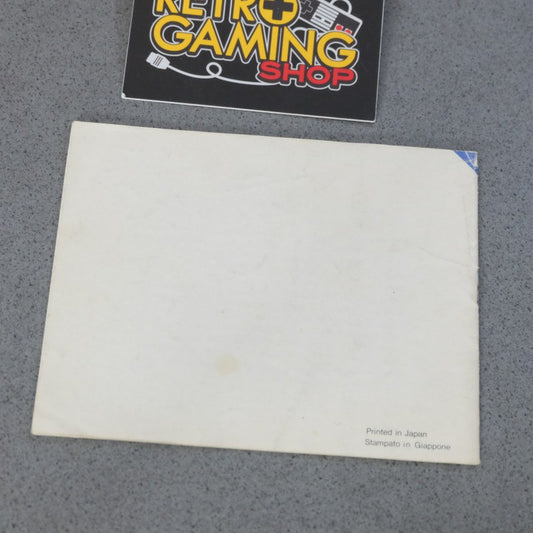 RETRO
GAMING
SHOP
Printed in Japan
Stampato in Giappone